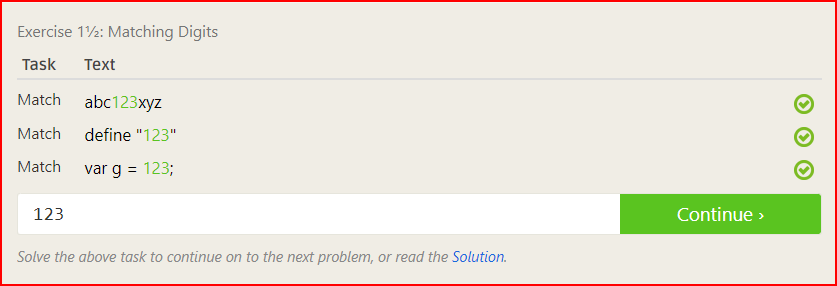 Exercise 1½: Matching Digits
Task Text
Match abc123xyz
Match define "123"
Match var g = 123;
123 Continue ›
Solve the above task to continue on to the next problem, or read the Solution.